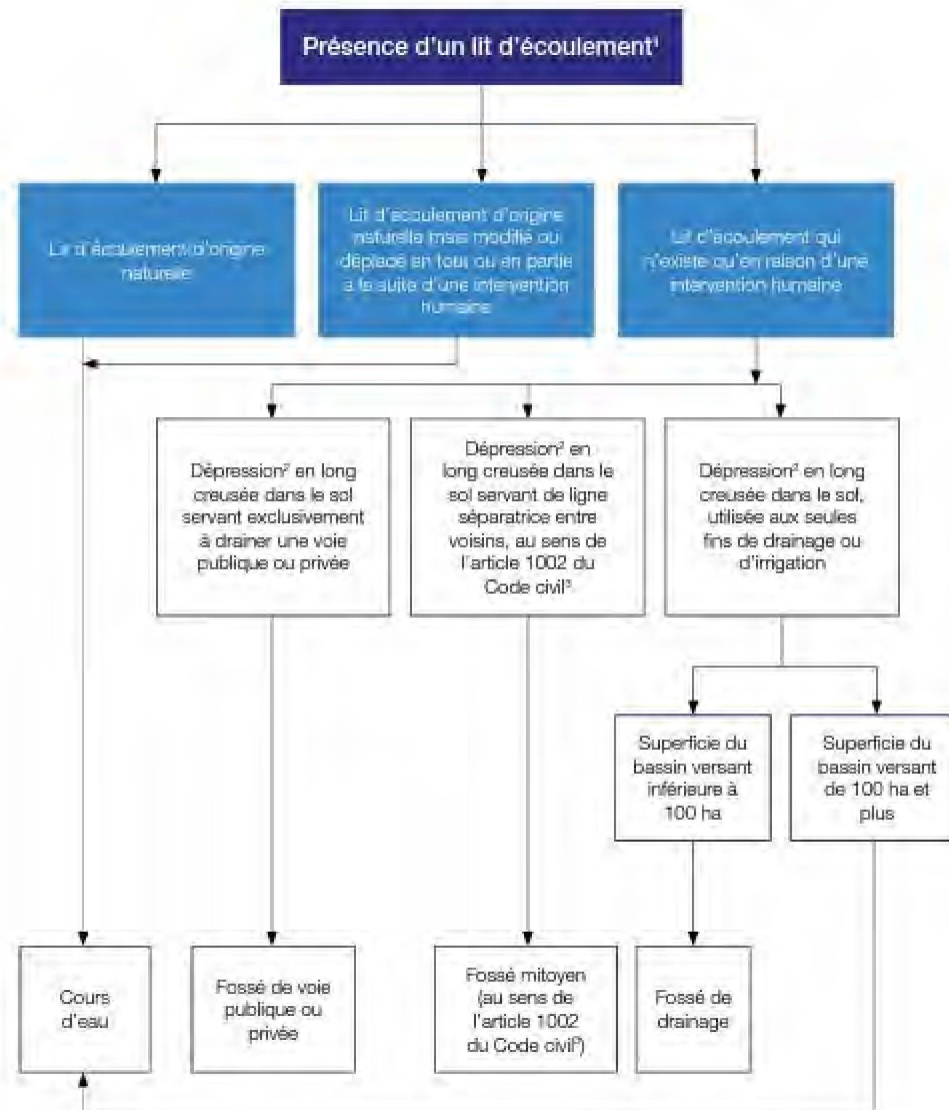 Présence d'un lit d'écoulement¹
Lit d'écoulement d'origine
naturelle
Lit d'écoulement d'origine
naturelle mais modifié ou
déplacé en tout ou en partie
à la suite d'une intervention
humaine
Lit d'écoulement qui
n'existe qu'en raison d'une
intervention humaine
Dépression² en long
creusée dans le sol
servant exclusivement
à drainer une voie
publique ou privée
Dépression² en
long creusée dans le
sol servant de ligne
séparatrice entre
voisins, au sens de
l'article 1002 du
Code civil³
Dépression² en long
creusée dans le sol,
utilisée aux seules
fins de drainage ou
d'irrigation
Superficie du
bassin versant
inférieure à
100 ha
Superficie du
bassin versant
de 100 ha et
plus
Cours
d'eau
Fossé de voie
publique ou
privée
Fossé mitoyen
(au sens de
l'article 1002
du Code civil³)
Fossé de
drainage